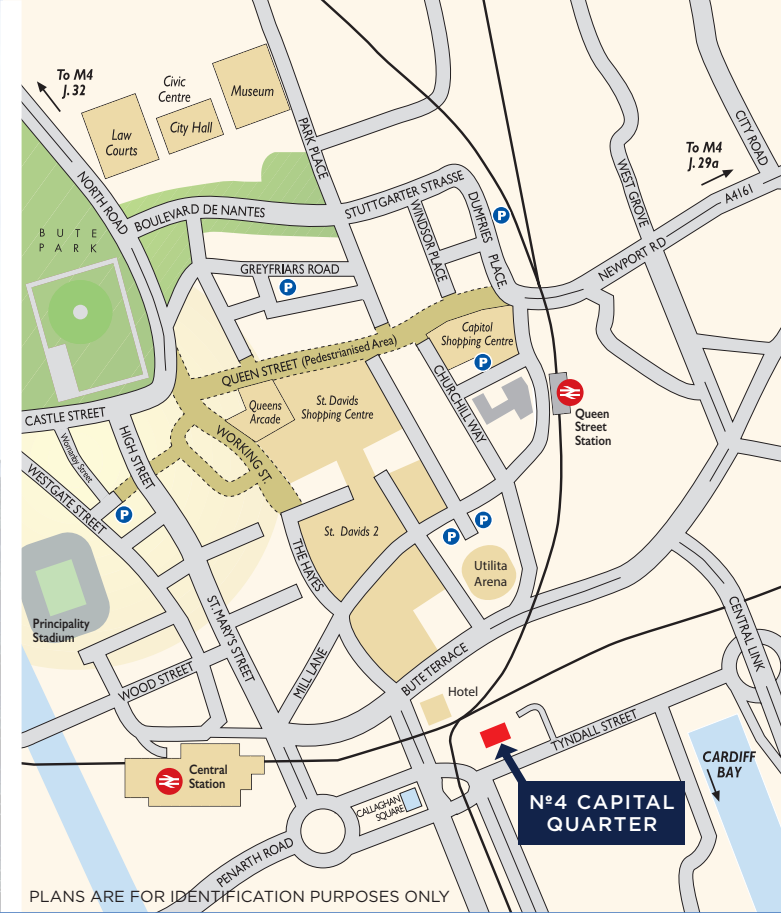 To M4
J. 32
Civic
Centre
Museum
City Hall
Law
Courts
PARK PLACE
CITY ROAD
To M4
J. 29a
A4161
WEST GROVE
NEWPORT RD
NORTH ROAD
BOULEVARD DE NANTES
STUTTGARTER STRASSE
WINDSOR PLACE
DUMFRIES PLACE.
P
BUTE
PARK
GREYFRIARS ROAD
P
QUEEN STREET (Pedestrianised Area)
Capitol
Shopping Centre
P
CHURCHILL WAY
Queen
Street
Station
Queens
Arcade
St. Davids
Shopping Centre
CASTLE STREET
HIGH STREET
Womanby Street
WORKING ST.
WESTGATE STREET
P
St. Davids 2
P
P
THE HAYES
Utilita
Arena
Principality
Stadium
ST. MARY'S STREET
MILL LANE
WOOD STREET
BUTE TERRACE
CENTRAL LINK
Hotel
TYNDALL STREET
CARDIFF
BAY
Central
Station
CALLAGHAN
SQUARE
Nº4 CAPITAL
QUARTER
PENARTH ROAD
PLANS ARE FOR IDENTIFICATION PURPOSES ONLY